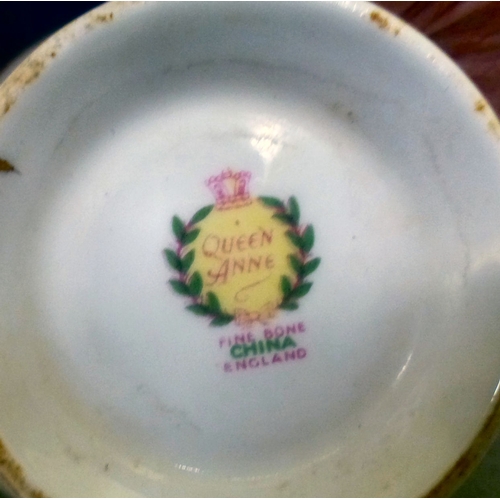 QUEEN
ANNE
FINE BONE
CHINA
ENGLAND